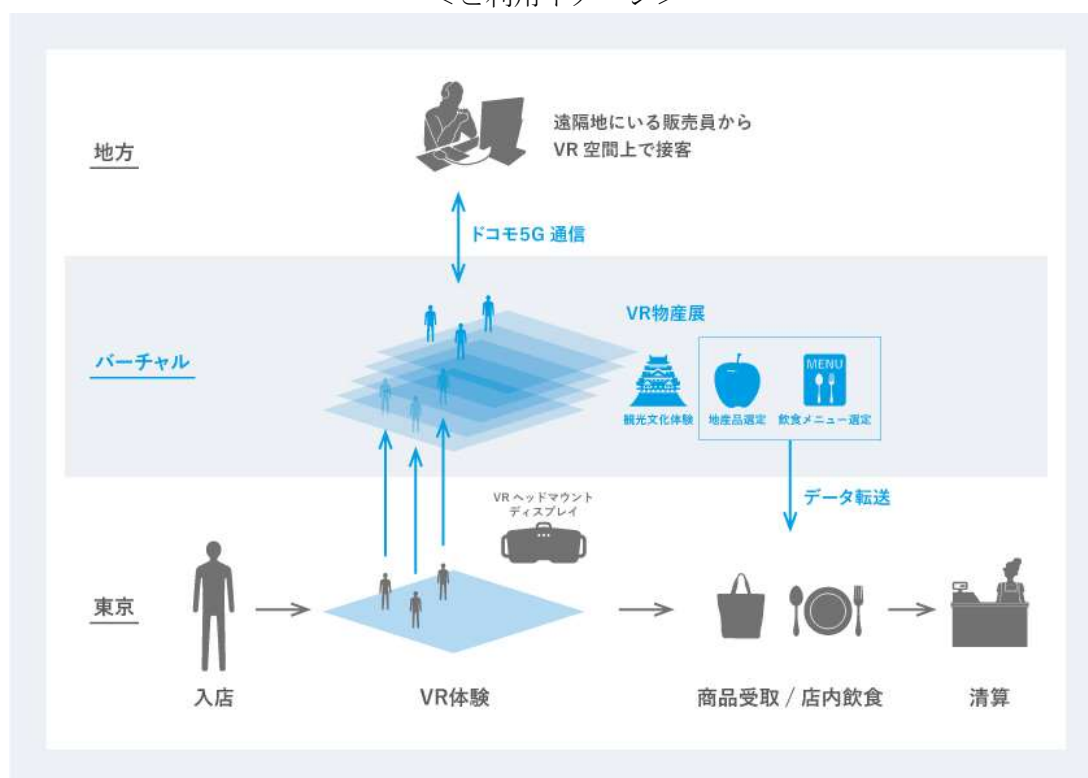 地方
遠隔地にいる販売員から
VR 空間上で接客
ドコモ5G 通信
バーチャル
VR物産展
MENU
観光文化体験
地産品選定
飲食メニュー選定
データ転送
VR ヘッドマウント
ディスプレイ
東京
入店
VR体験
商品受取 / 店内飲食
清算